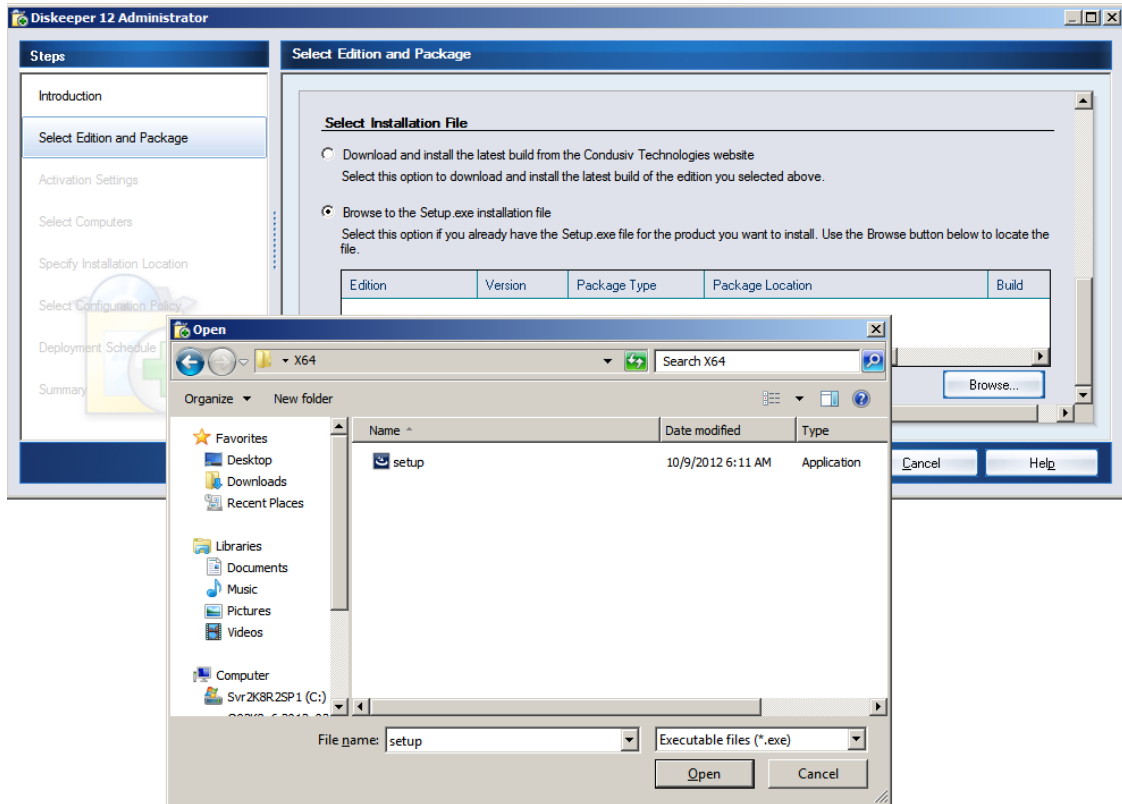 Diskeeper 12 Administrator
Steps
Select Edition and Package
Introduction
Select Edition and Package
Activation Settings
Select Computers
Specify Installation Location
Select Configuration Policy
Deployment Schedule
Summary
Select Installation File
Download and install the latest build from the Condusiv Technologies website
Select this option to download and install the latest build of the edition you selected above.
Browse to the Setup.exe installation file
Select this option if you already have the Setup.exe file for the product you want to install. Use the Browse button below to locate the
file.
Edition Version Package Type Package Location Build
Browse...
Cancel Help
Open
X64 Search X64
Organize New folder
Name Date modified Type
setup 10/9/2012 6:11 AM Application
Favorites
Desktop
Downloads
Recent Places
Libraries
Documents
Music
Pictures
Videos
Computer
Svr2K8R2SP1 (C:)
File name: setup Executable files (*.exe)
Open Cancel